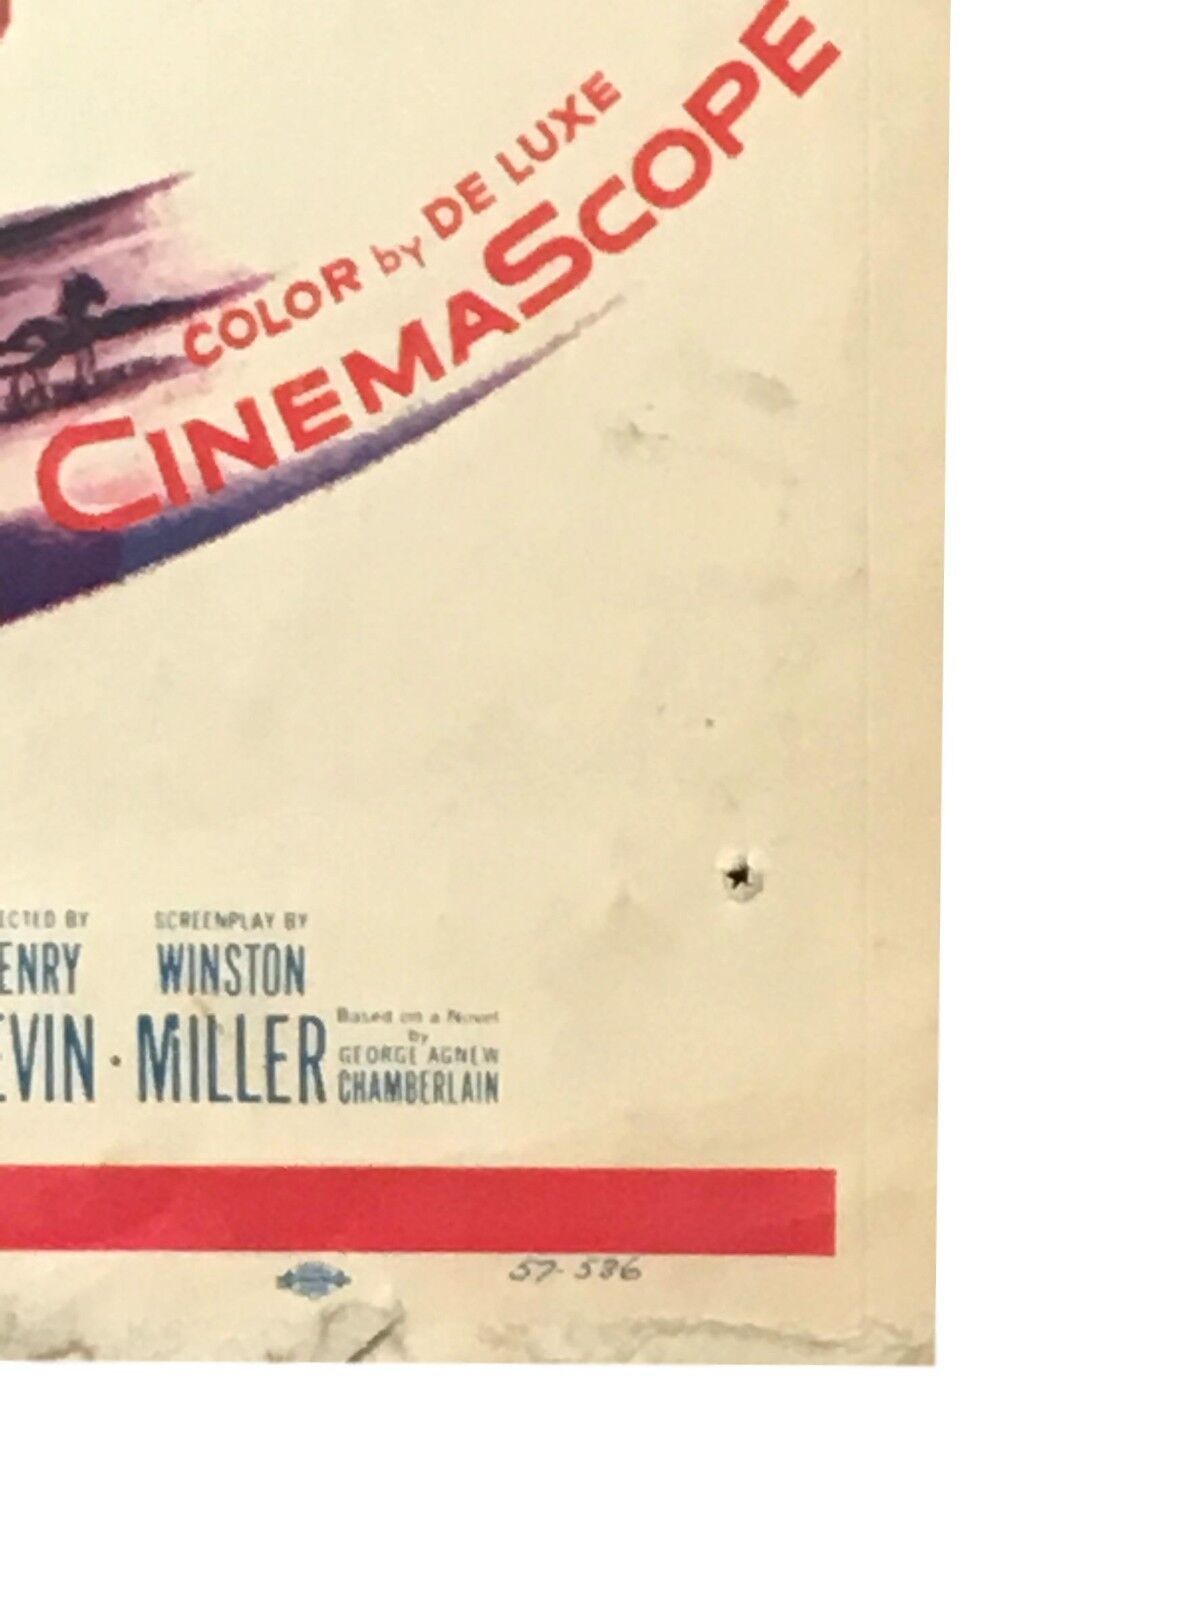 COLOR by DE LUXE
CINEMASCOPE
ECTED BY
ENRY
EVIN •
SCREENPLAY BY
WINSTON
MILLER
Based on a Novel
by
GEORGE AGNEW
CHAMBERLAIN
57-536